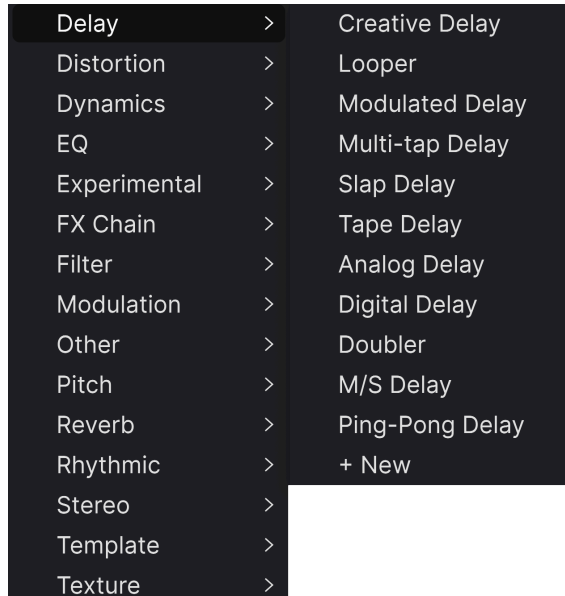 Delay
Distortion
Dynamics
EQ
Experimental
FX Chain
Filter
Modulation
Other
Pitch
Reverb
Rhythmic
Stereo
Template
Texture
Creative Delay
Looper
Modulated Delay
Multi-tap Delay
Slap Delay
Tape Delay
Analog Delay
Digital Delay
Doubler
M/S Delay
Ping-Pong Delay
+ New